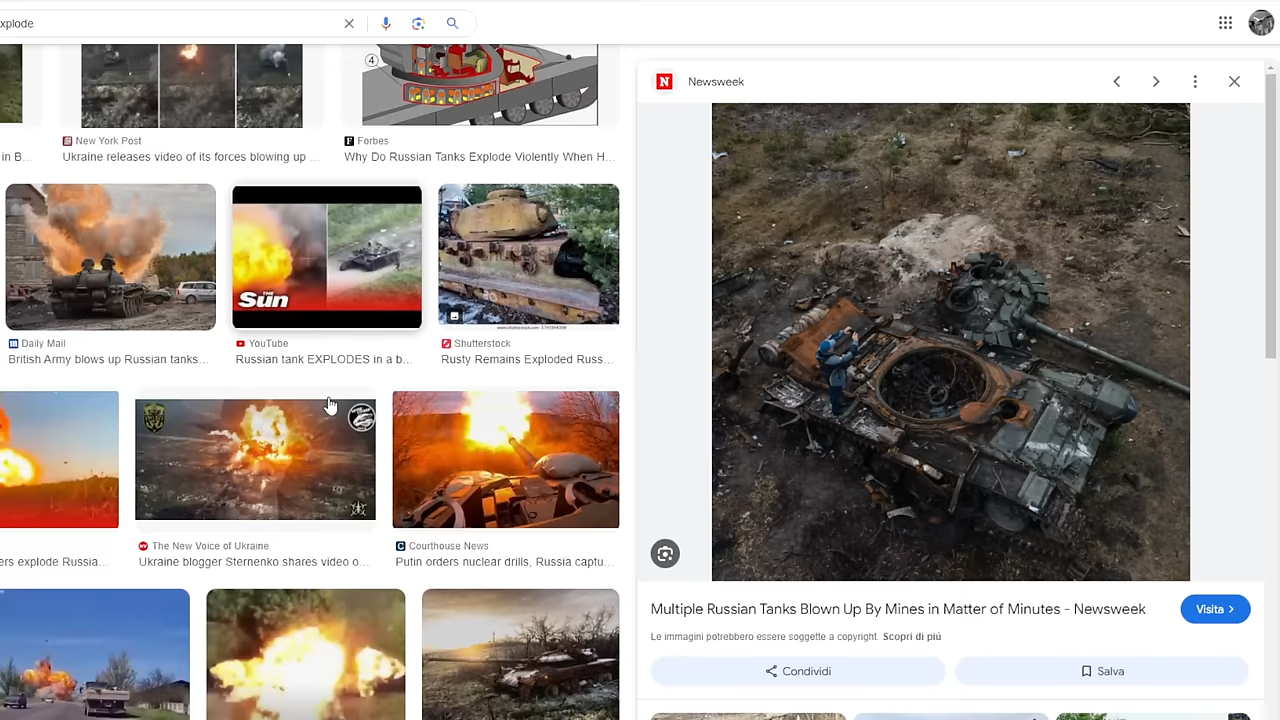 xplode
Newsweek
④
New York Post
Forbes
in B...
Ukraine releases video of its forces blowing up ...
Why Do Russian Tanks Explode Violently When H...
THE Sun
Daily Mail
YouTube
Shutterstock
British Army blows up Russian tanks...
Russian tank EXPLODES in a b...
Rusty Remains Exploded Russ...
The New Voice of Ukraine
Courthouse News
ers explode Russia...
Ukraine blogger Sternenko shares video o...
Putin orders nuclear drills, Russia captu...
Multiple Russian Tanks Blown Up By Mines in Matter of Minutes - Newsweek
Visita
Le immagini potrebbero essere soggette a copyright. Scopri di più
Condividi
Salva